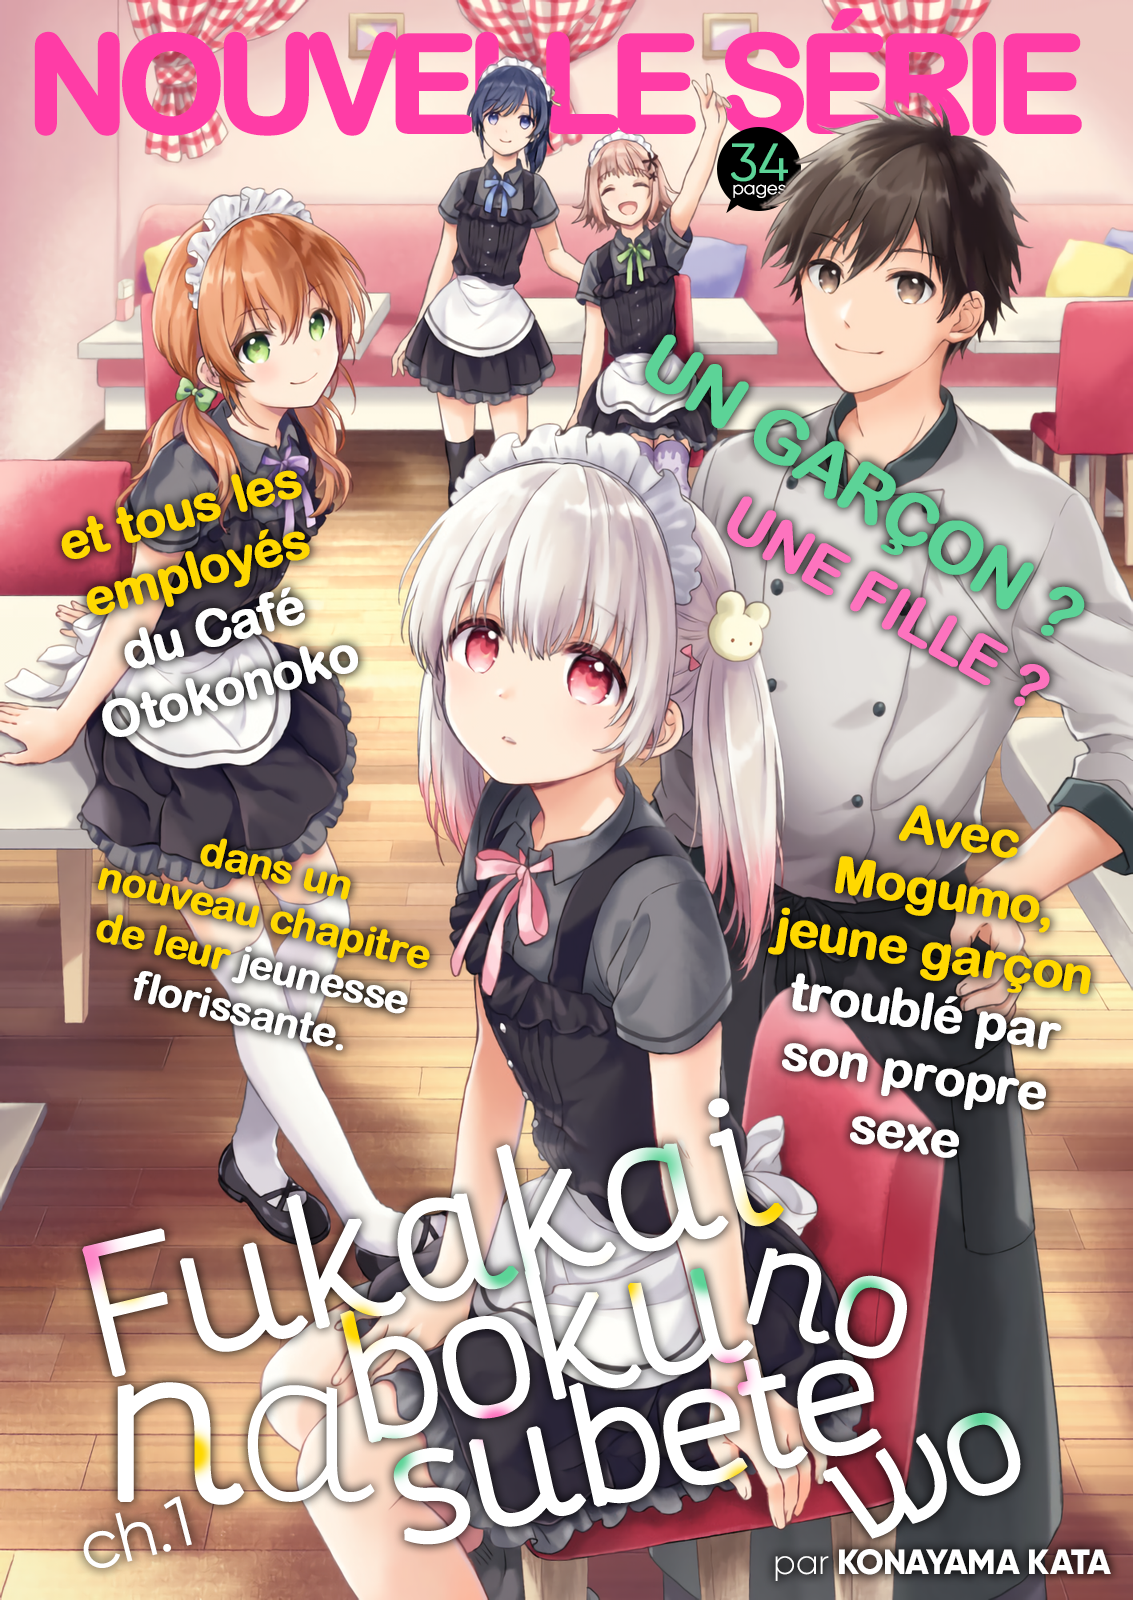 NOUVELLE SÉRIE
34
pages
UN GARÇON ?
UNE FILLE ?
et tous les
employés
du Café
Otokonoko
dans un
nouveau chapitre
de leur jeunesse
florissante.
Avec
Mogumo,
jeune garçon
troublé par
son propre
sexe
Fukakai
na boku no
subete
wo
ch.1
par KONAYAMA KATA